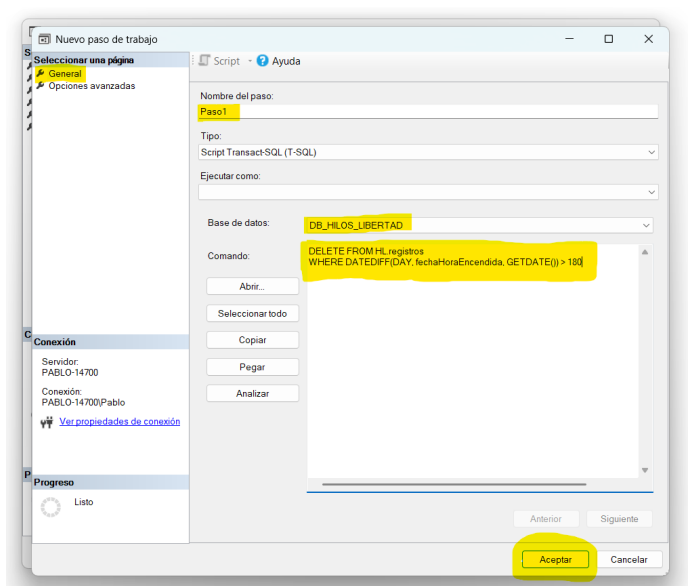 Nuevo paso de trabajo
S
Seleccionar una página
General
Opciones avanzadas
Script
Ayuda
Nombre del paso:
Paso1
Tipo:
Script Transact-SQL (T-SQL)
Ejecutar como:
Base de datos:
DB_HILOS_LIBERTAD
Comando:
DELETE FROM HL.registros
WHERE DATEDIFF(DAY, fechaHoraEncendida, GETDATE()) > 180
Abrir...
Seleccionar todo
Copiar
Pegar
Analizar
C
Conexión
Servidor:
PABLO-14700
Conexión:
PABLO-14700\Pablo
Ver propiedades de conexión
P
Progreso
Listo
Anterior
Siguiente
Aceptar
Cancelar